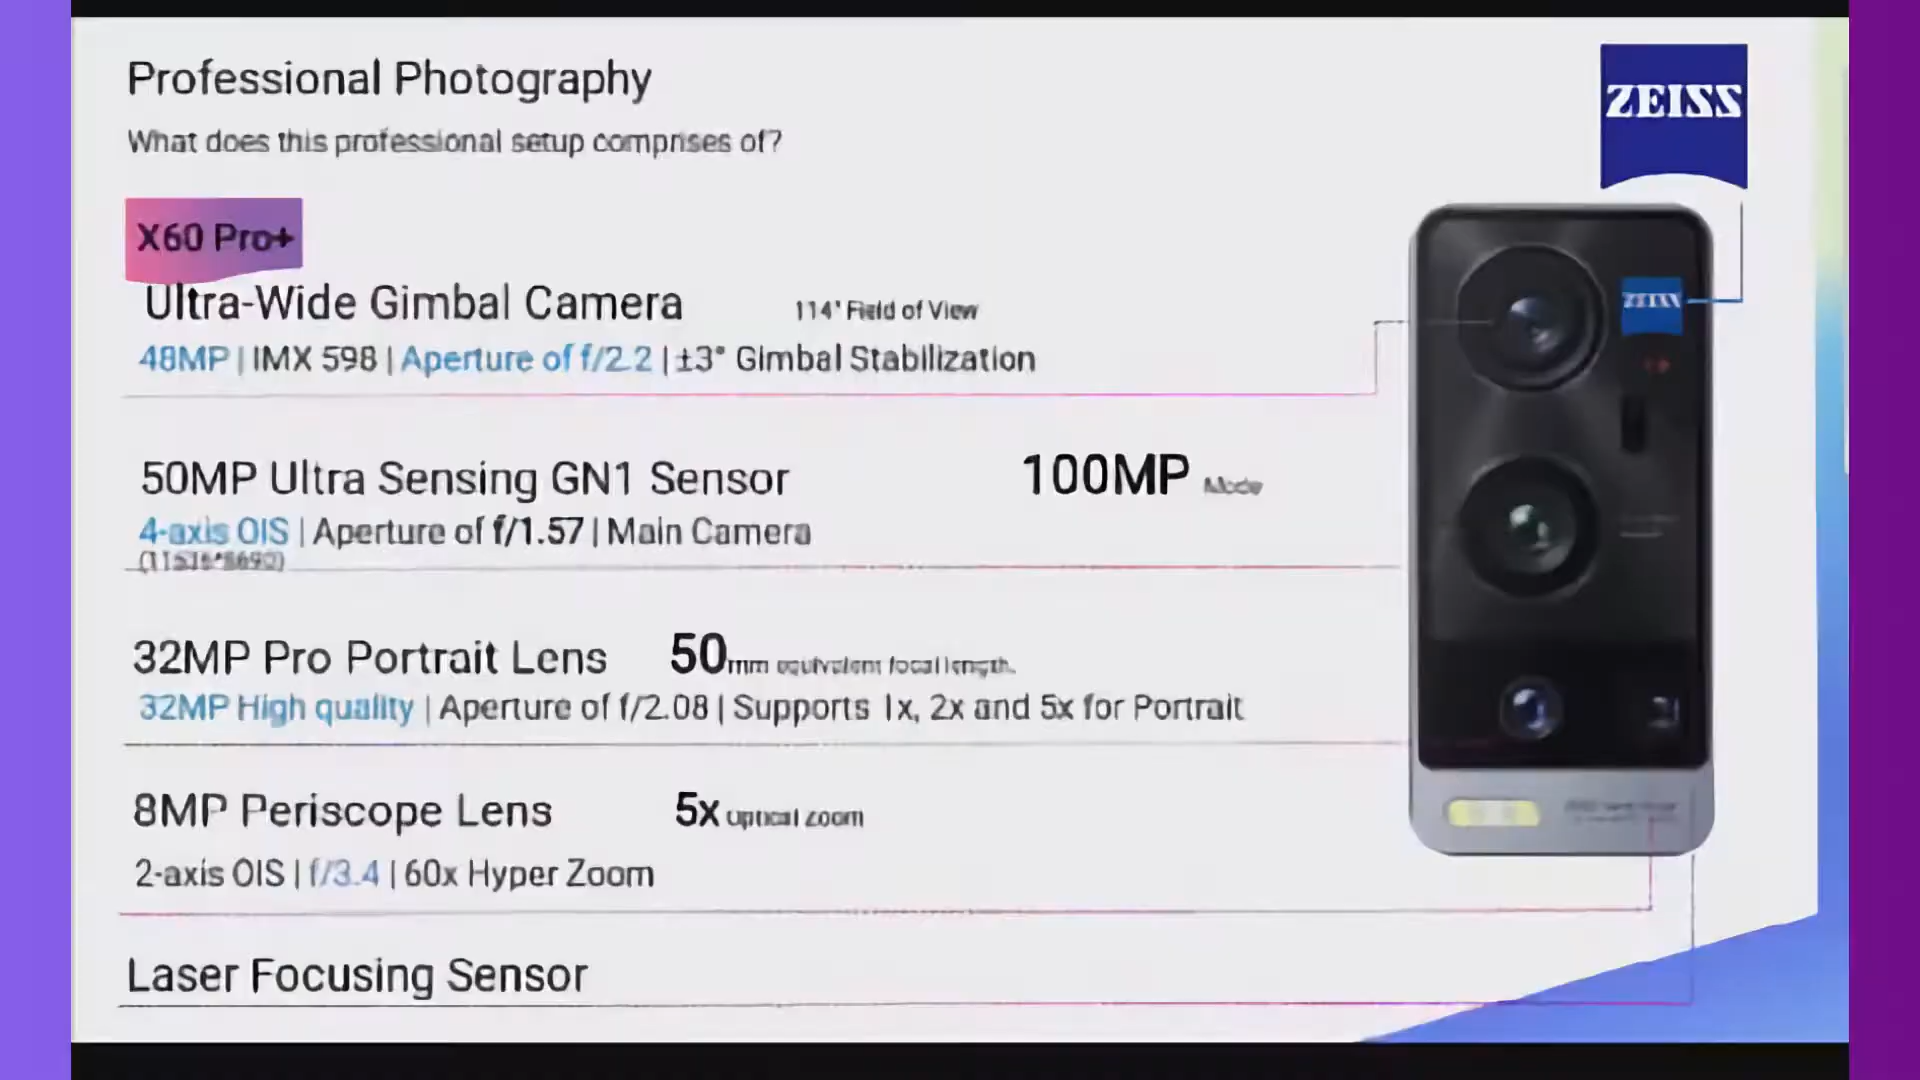 Professional Photography
ZEISS
What does this professional setup comprises of?
X60 Pro+
Ultra-Wide Gimbal Camera 114° Field of View
48MP | IMX 598 | Aperture of f/2.2 | ±3° Gimbal Stabilization
ZEISS
50MP Ultra Sensing GN1 Sensor 100MP Mode
4-axis OIS | Aperture of f/1.57 | Main Camera
32MP Pro Portrait Lens 50mm equivalent focal length.
32MP High quality | Aperture of f/2.08 | Supports 1x, 2x and 5x for Portrait
8MP Periscope Lens 5x optical zoom
2-axis OIS | f/3.4 | 60x Hyper Zoom
Laser Focusing Sensor